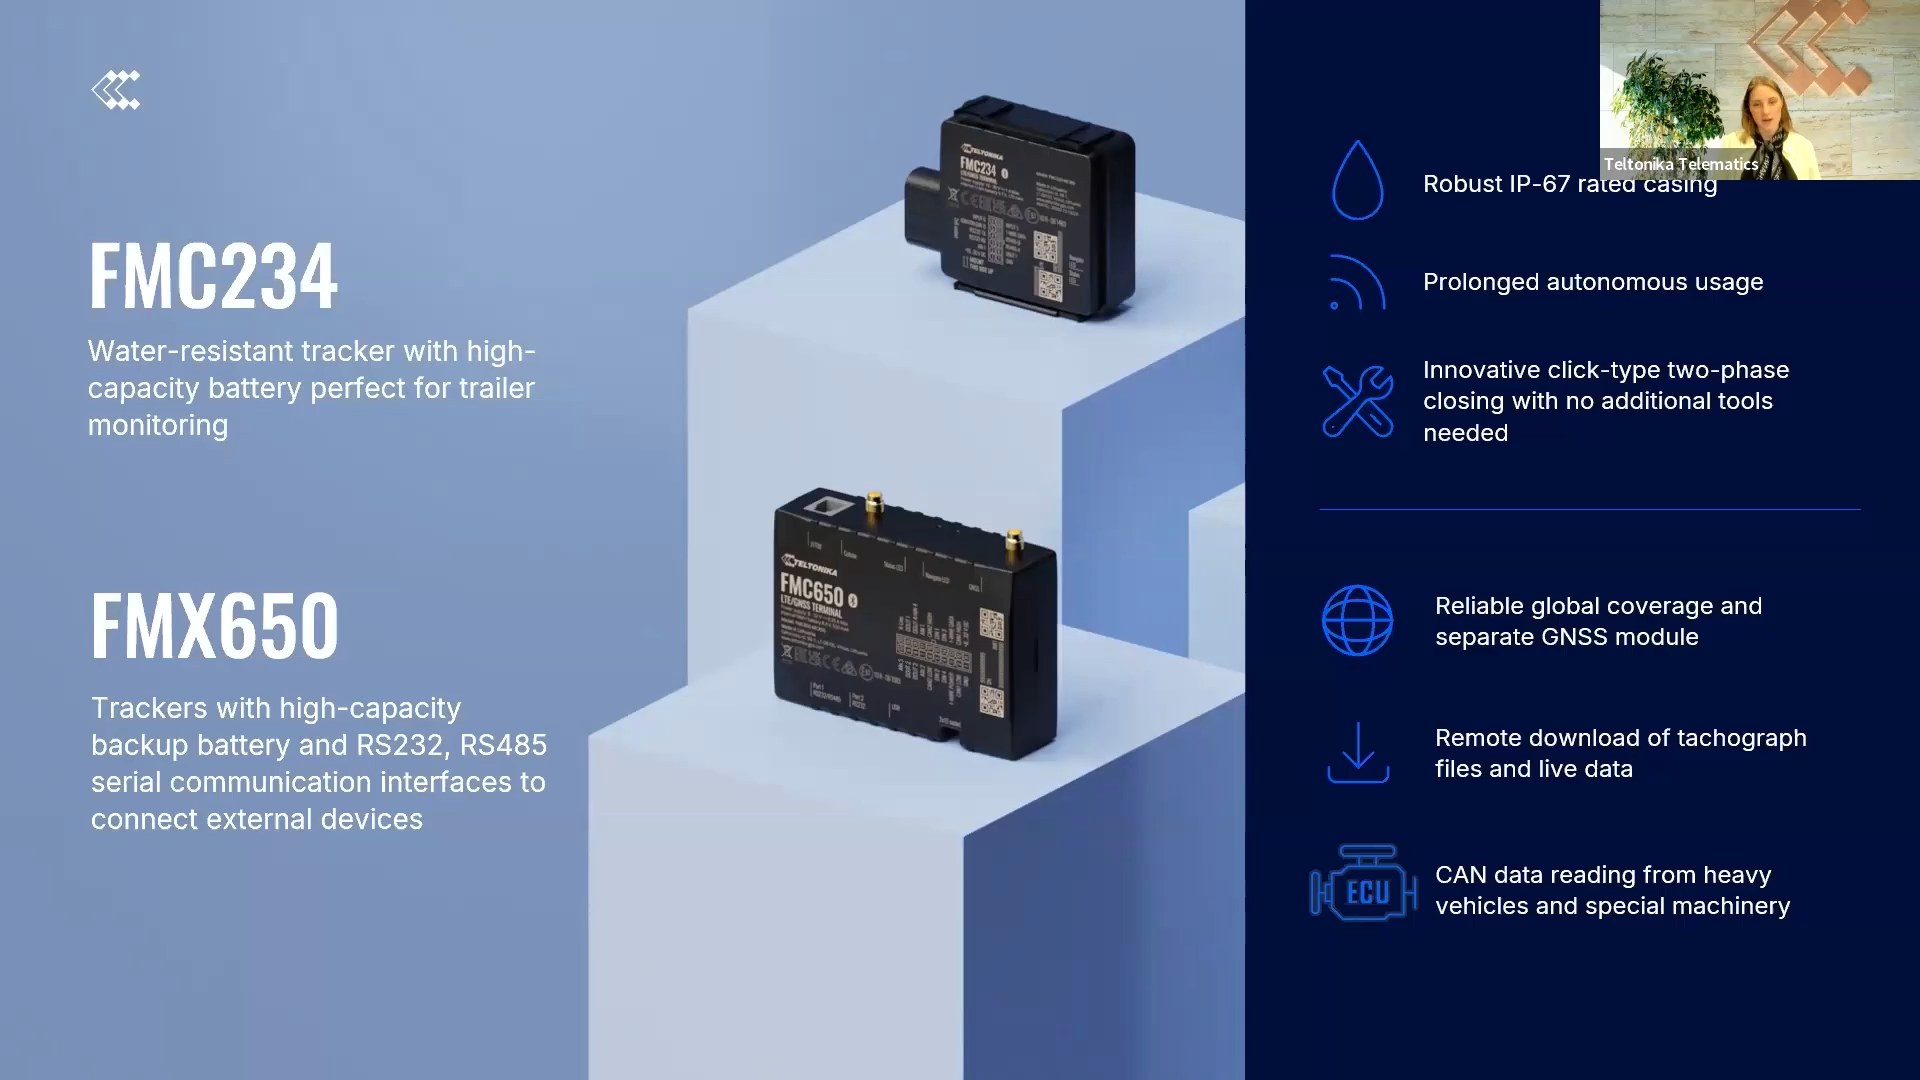 FMC234
Water-resistant tracker with high-
capacity battery perfect for trailer
monitoring
FMX650
Trackers with high-capacity
backup battery and RS232, RS485
serial communication interfaces to
connect external devices
TELTONIKA
FMC234
LTE/GNSS TERMINAL
TELTONIKA
FMC650
LTE/GNSS TERMINAL
Teltonika Telematics
Robust IP-67 rated casing
Prolonged autonomous usage
Innovative click-type two-phase
closing with no additional tools
needed
Reliable global coverage and
separate GNSS module
Remote download of tachograph
files and live data
ECU
CAN data reading from heavy
vehicles and special machinery